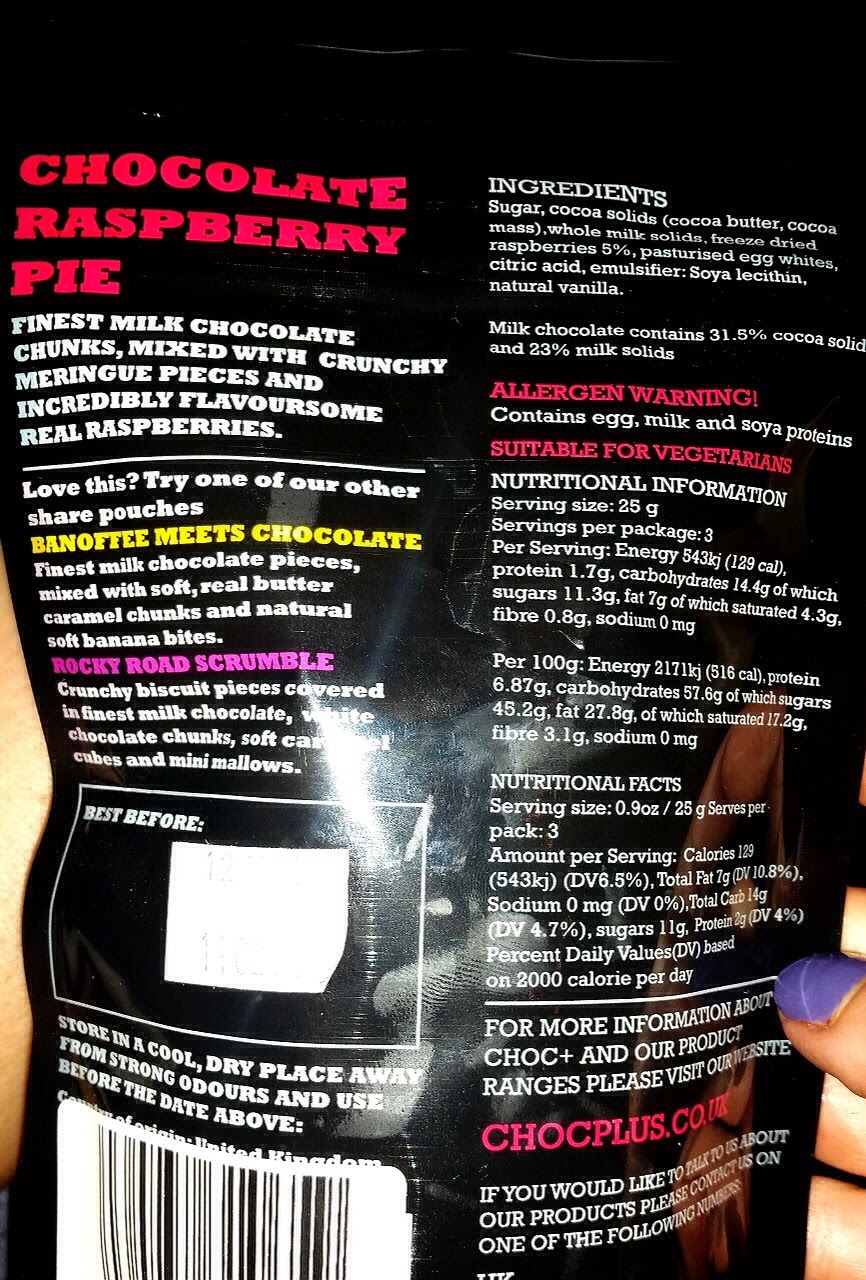 CHOCOLATE
RASPBERRY
PIE
FINEST MILK CHOCOLATE
CHUNKS, MIXED WITH CRUNCHY
MERINGUE PIECES AND
INCREDIBLY FLAVOURSOME
REAL RASPBERRIES.
Love this? Try one of our other
share pouches
BANOFFEE MEETS CHOCOLATE
Finest milk chocolate pieces,
mixed with soft, real butter
caramel chunks and natural
soft banana bites.
ROCKY ROAD SCRUMBLE
Crunchy biscuit pieces covered
in finest milk chocolate, white
chocolate chunks, soft caramel
cubes and mini mallows.
BEST BEFORE:
STORE IN A COOL, DRY PLACE AWAY
FROM STRONG ODOURS AND USE
BEFORE THE DATE ABOVE:
Country of origin: United Kingdom
INGREDIENTS
Sugar, cocoa solids (cocoa butter, cocoa
mass),whole milk solids, freeze dried
raspberries 5%, pasturised egg whites,
citric acid, emulsifier: Soya lecithin,
natural vanilla.
Milk chocolate contains 31.5% cocoa solid
and 23% milk solids
ALLERGEN WARNING!
Contains egg, milk and soya proteins
SUITABLE FOR VEGETARIANS
NUTRITIONAL INFORMATION
Serving size: 25 g
Servings per package: 3
Per Serving: Energy 543kj (129 cal),
protein 1.7g, carbohydrates 14.4g of which
sugars 11.3g, fat 7g of which saturated 4.3g,
fibre 0.8g, sodium 0 mg
Per 100g: Energy 2171kj (516 cal), protein
6.87g, carbohydrates 57.6g of which sugars
45.2g, fat 27.8g, of which saturated 17.2g,
fibre 3.1g, sodium 0 mg
NUTRITIONAL FACTS
Serving size: 0.9oz / 25 g Serves per
pack: 3
Amount per Serving: Calories 129
(543kj) (DV6.5%), Total Fat 7g (DV 10.8%),
Sodium 0 mg (DV 0%),Total Carb 14g
(DV 4.7%), sugars 11g, Protein 2g (DV 4%)
Percent Daily Values(DV) based
on 2000 calorie per day
FOR MORE INFORMATION ABOUT
CHOC+ AND OUR PRODUCT
RANGES PLEASE VISIT OUR WEBSITE
CHOCPLUS.CO.UK
IF YOU WOULD LIKE TO TALK TO US ABOUT
OUR PRODUCTS PLEASE CONTACT US ON
ONE OF THE FOLLOWING NUMBERS:
UK